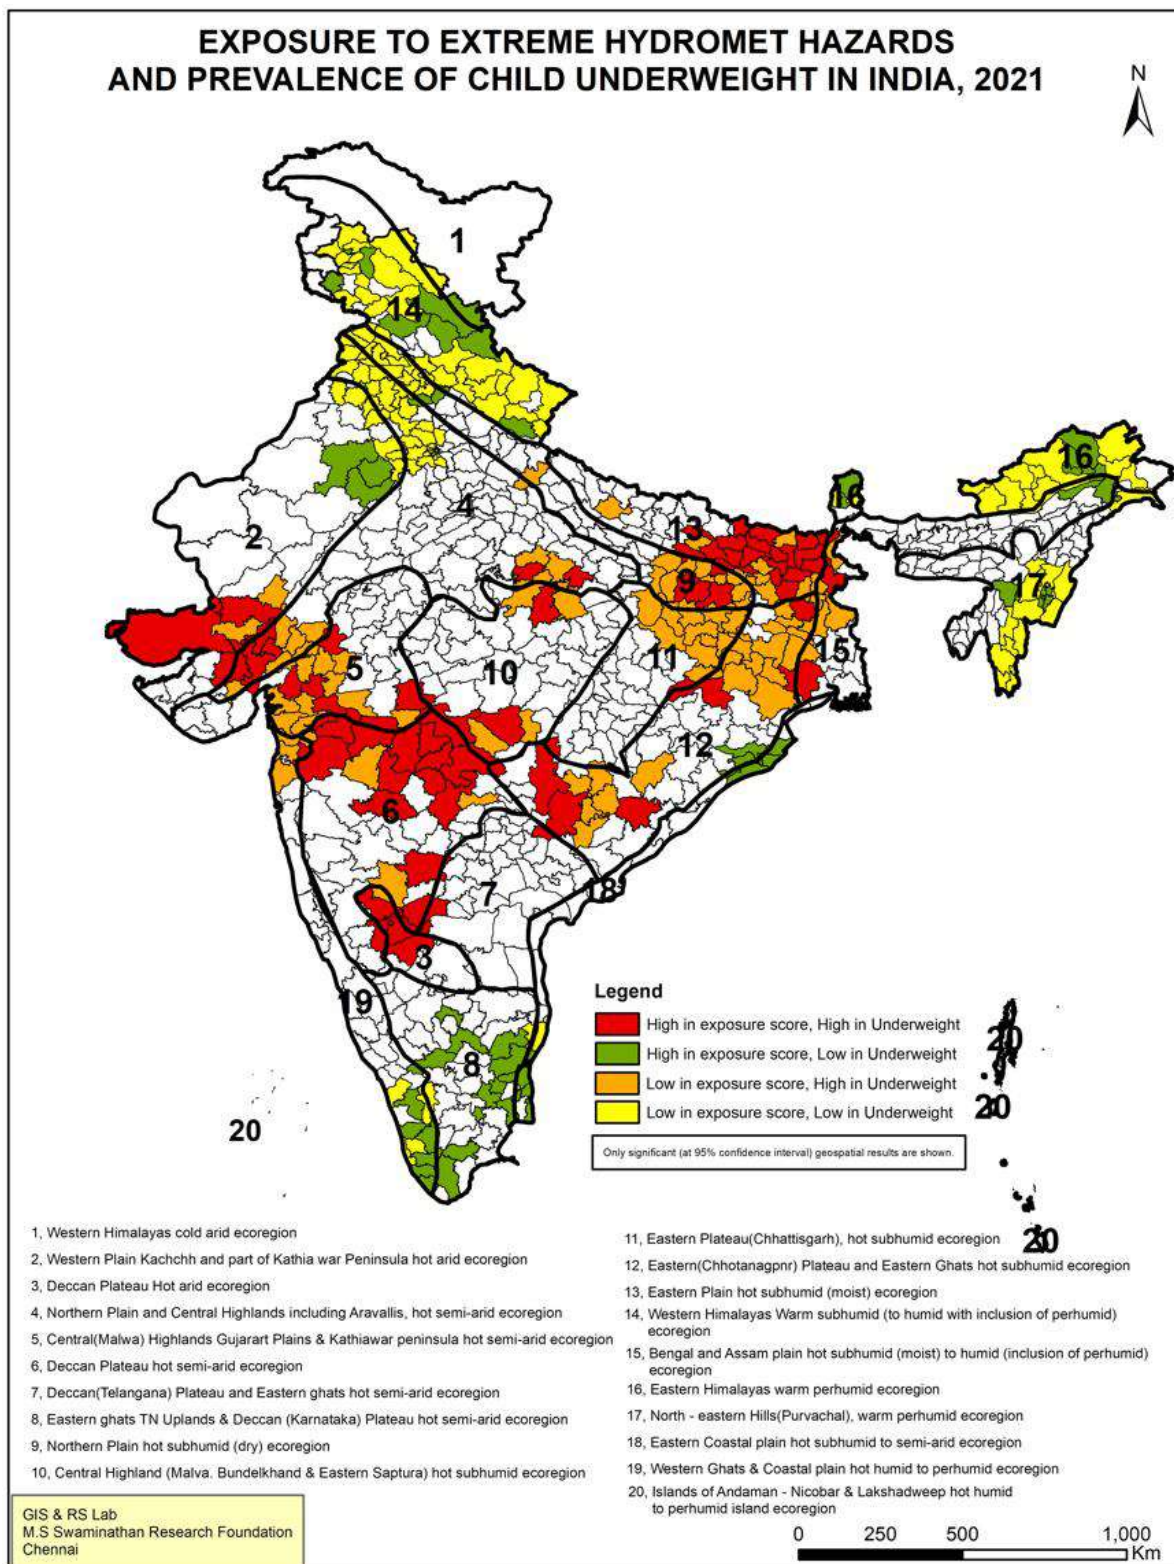 EXPOSURE TO EXTREME HYDROMET HAZARDS
AND PREVALENCE OF CHILD UNDERWEIGHT IN INDIA, 2021
N
1
14
16
16
4
13
2
17
9
15
5
11
10
12
6
7
18
3
19
8
20
20
20
20
Legend
High in exposure score, High in Underweight
High in exposure score, Low in Underweight
Low in exposure score, High in Underweight
Low in exposure score, Low in Underweight
Only significant (at 95% confidence interval) geospatial results are shown.
1, Western Himalayas cold arid ecoregion
2, Western Plain Kachchh and part of Kathia war Peninsula hot arid ecoregion
3, Deccan Plateau Hot arid ecoregion
4, Northern Plain and Central Highlands including Aravallis, hot semi-arid ecoregion
5, Central(Malwa) Highlands Gujarart Plains & Kathiawar peninsula hot semi-arid ecoregion
6, Deccan Plateau hot semi-arid ecoregion
7, Deccan(Telangana) Plateau and Eastern ghats hot semi-arid ecoregion
8, Eastern ghats TN Uplands & Deccan (Karnataka) Plateau hot semi-arid ecoregion
9, Northern Plain hot subhumid (dry) ecoregion
10, Central Highland (Malva. Bundelkhand & Eastern Saptura) hot subhumid ecoregion
11, Eastern Plateau(Chhattisgarh), hot subhumid ecoregion
12, Eastern(Chhotanagpnr) Plateau and Eastern Ghats hot subhumid ecoregion
13, Eastern Plain hot subhumid (moist) ecoregion
14, Western Himalayas Warm subhumid (to humid with inclusion of perhumid)
ecoregion
15, Bengal and Assam plain hot subhumid (moist) to humid (inclusion of perhumid)
ecoregion
16, Eastern Himalayas warm perhumid ecoregion
17, North - eastern Hills(Purvachal), warm perhumid ecoregion
18, Eastern Coastal plain hot subhumid to semi-arid ecoregion
19, Western Ghats & Coastal plain hot humid to perhumid ecoregion
20, Islands of Andaman - Nicobar & Lakshadweep hot humid
to perhumid island ecoregion
GIS & RS Lab
M.S Swaminathan Research Foundation
Chennai
0 250 500 1,000
Km